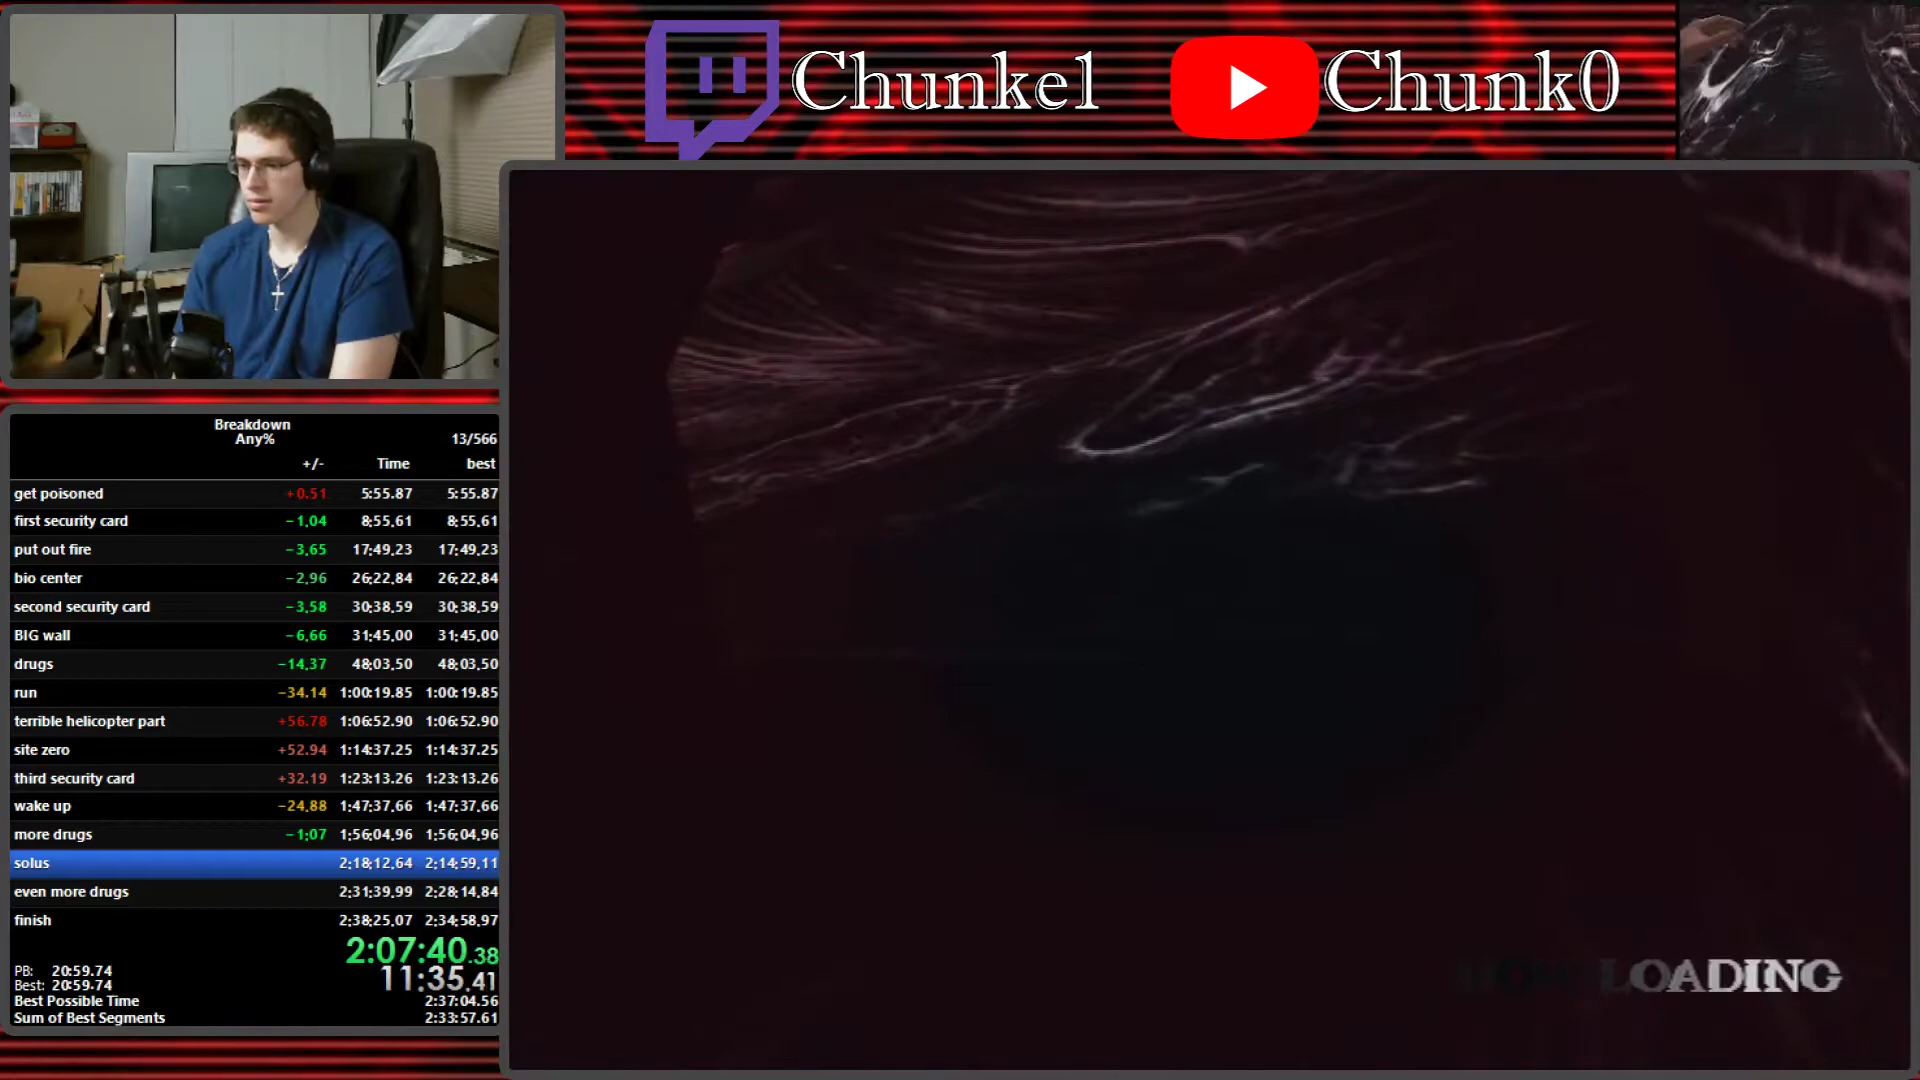 Chunkel
Chunk0
Breakdown
Any% 13/566
+/- Time best
get poisoned +0.51 5:55.87 5:55.87
first security card −1.04 8:55.61 8:55.61
put out fire −3.65 17:49.23 17:49.23
bio center −2.96 26:22.84 26:22.84
second security card −3.58 30:38.59 30:38.59
BIG wall −6.66 31:45.00 31:45.00
drugs −14.37 48:03.50 48:03.50
run −34.14 1:00:19.85 1:00:19.85
terrible helicopter part +56.78 1:06:52.90 1:06:52.90
site zero +52.94 1:14:37.25 1:14:37.25
third security card +32.19 1:23:13.26 1:23:13.26
wake up −24.88 1:47:37.66 1:47:37.66
more drugs −1:07 1:56:04.96 1:56:04.96
solus 2:18:12.64 2:14:59.11
even more drugs 2:31:39.99 2:28:14.84
finish 2:38:25.07 2:34:58.97
2:07:40.38
PB: 20:59.74 11:35.41
Best: 20:59.74
Best Possible Time 2:37:04.56
Sum of Best Segments 2:33:57.61
NOW LOADING